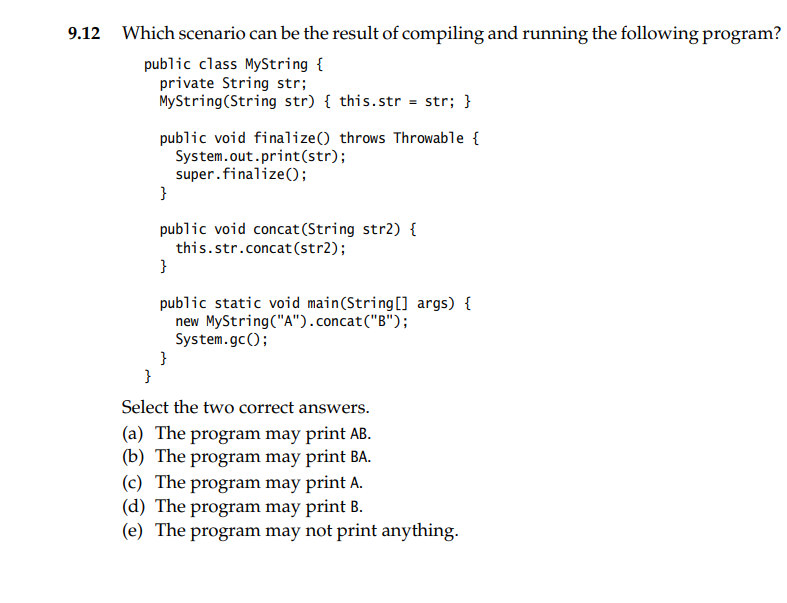 9.12 Which scenario can be the result of compiling and running the following program?
public class MyString {
private String str;
MyString(String str) { this.str = str; }
public void finalize() throws Throwable {
System.out.print(str);
super.finalize();
}
public void concat(String str2) {
this.str.concat(str2);
}
public static void main(String[] args) {
new MyString("A").concat("B");
System.gc();
}
}
Select the two correct answers.
(a) The program may print AB.
(b) The program may print BA.
(c) The program may print A.
(d) The program may print B.
(e) The program may not print anything.